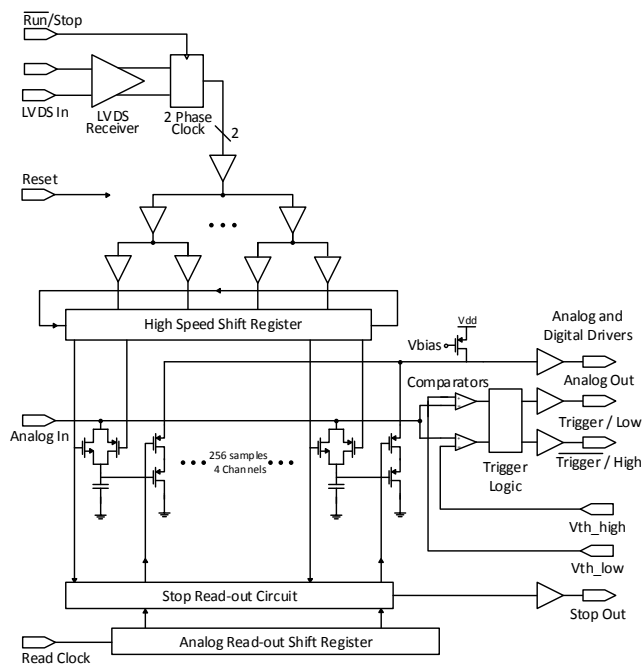 Run/Stop
LVDS In
LVDS
Receiver
2 Phase
Clock
2
Reset
High Speed Shift Register
Vdd
Vbias
Analog and
Digital Drivers
Analog Out
Comparators
Analog In
Trigger / Low
Trigger / High
Trigger
Logic
256 samples
4 Channels
Vth_high
Vth_low
Stop Read-out Circuit
Stop Out
Analog Read-out Shift Register
Read Clock